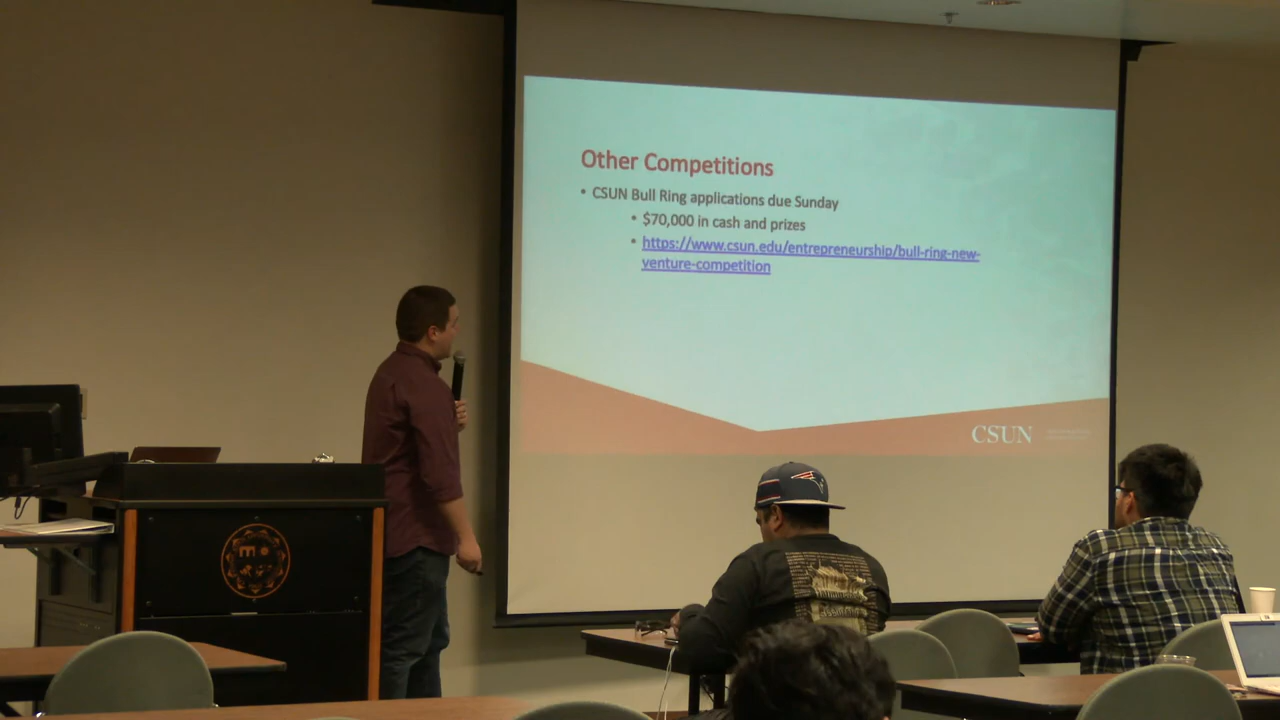 Other Competitions
• CSUN Bull Ring applications due Sunday
• $70,000 in cash and prizes
• https://www.csun.edu/entrepreneurship/bull-ring-new-
venture-competition
CSUN